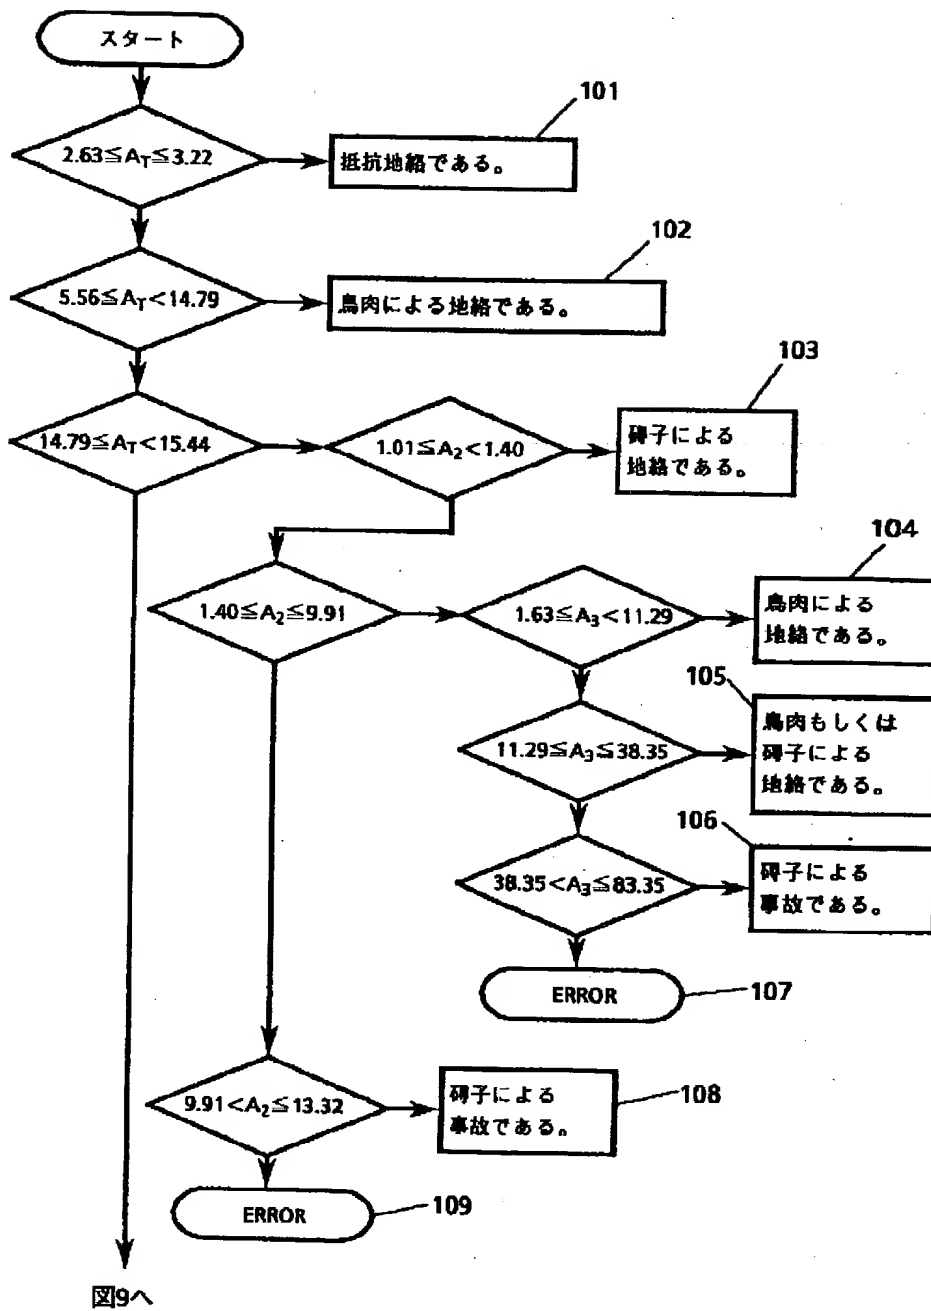 スタート
101
2.63≦AT≦3.22
抵抗地絡である。
102
5.56≦AT<14.79
鳥肉による地絡である。
103
14.79≦AT<15.44
1.01≦A2<1.40
碍子による
地絡である。
104
1.40≦A2≦9.91
1.63≦A3<11.29
鳥肉による
地絡である。
105
11.29≦A3≦38.35
鳥肉もしくは
碍子による
地絡である。
106
38.35<A3≦83.35
碍子による
事故である。
ERROR
107
9.91<A2≦13.32
碍子による
事故である。
108
ERROR
109
図9へ